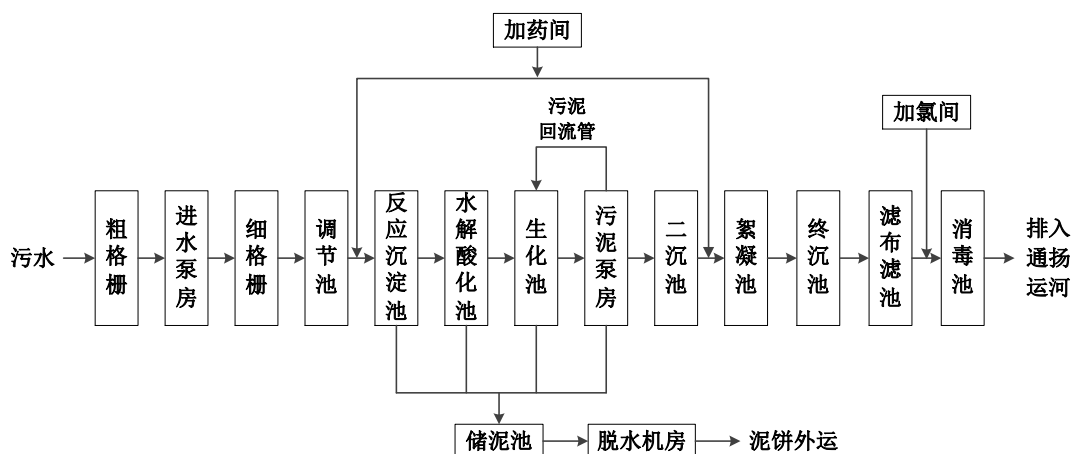 加药间
污泥
回流管
加氯间
污水
粗格栅
进水泵房
细格栅
调节池
反应沉淀池
水解酸化池
生化池
污泥泵房
二沉池
絮凝池
终沉池
滤布滤池
消毒池
排入
通扬
运河
储泥池
脱水机房
泥饼外运